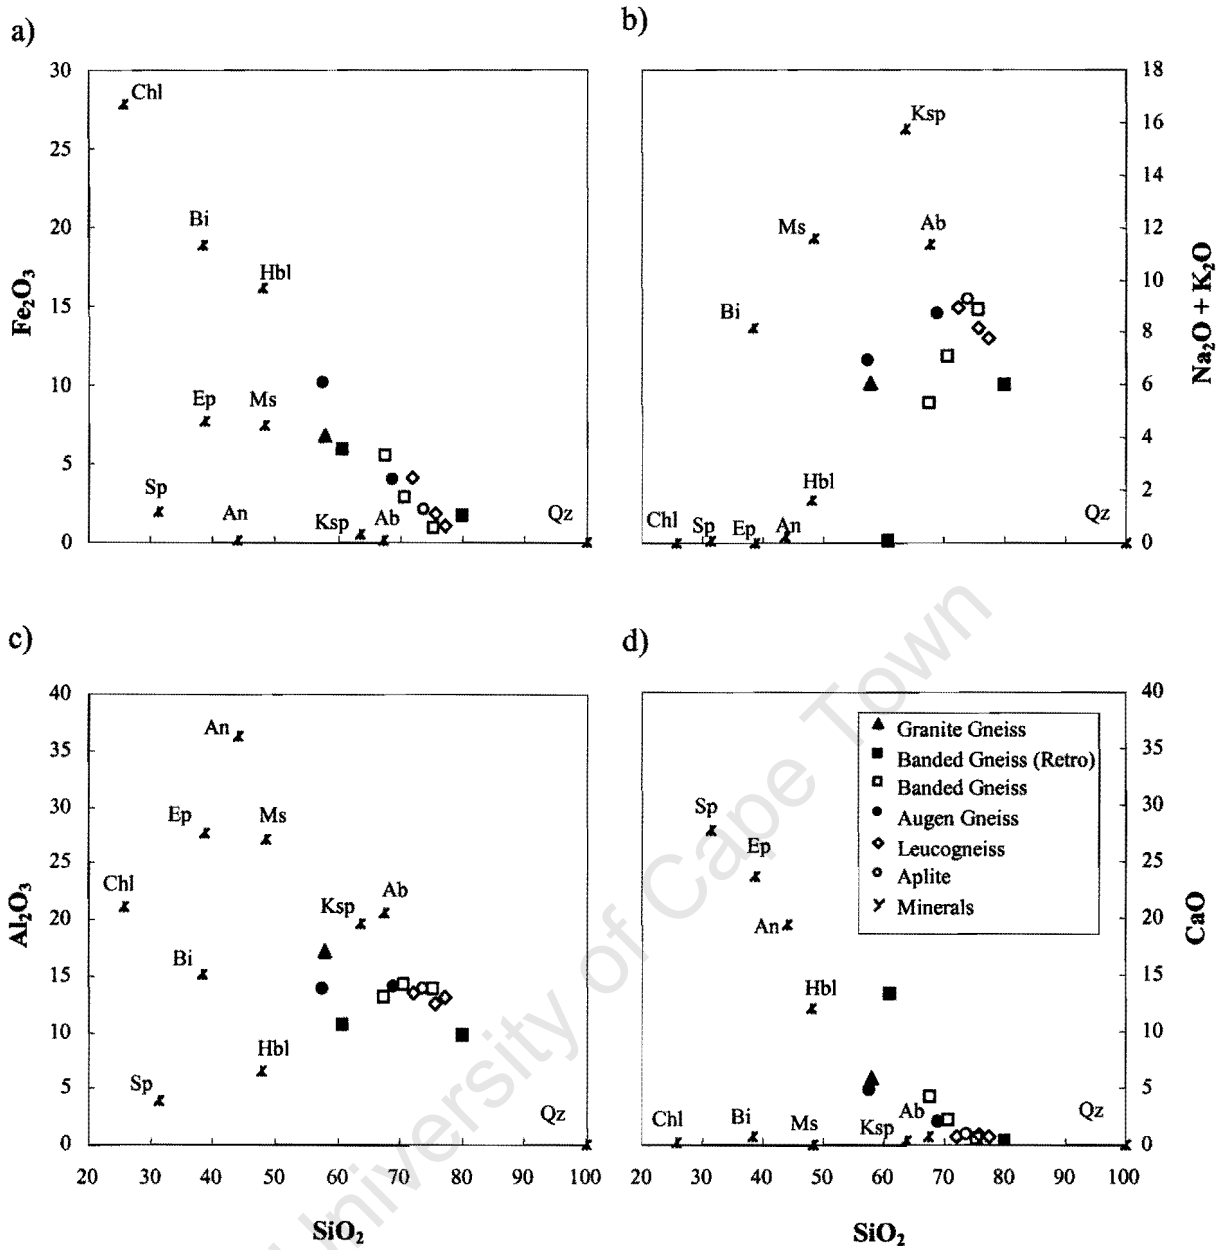 a)
30
25
20
15
10
5
0
Fe₂O₃
Chl
Bi
Hbl
Ep
Ms
Sp
An
Ksp
Ab
Qz
b)
18
16
14
12
10
8
6
4
2
0
Na₂O + K₂O
Ksp
Ms
Ab
Bi
Hbl
Chl
Sp
Ep
An
Qz
c)
40
35
30
25
20
15
10
5
0
Al₂O₃
An
Ep
Ms
Chl
Ksp
Ab
Bi
Hbl
Sp
Qz
20 30 40 50 60 70 80 90 100
SiO₂
d)
40
35
30
25
20
15
10
5
0
CaO
Granite Gneiss
Banded Gneiss (Retro)
Banded Gneiss
Augen Gneiss
Leucogneiss
Aplite
Minerals
Sp
Ep
An
Hbl
Chl
Bi
Ms
Ksp
Ab
Qz
20 30 40 50 60 70 80 90 100
SiO₂
University of Cape Town